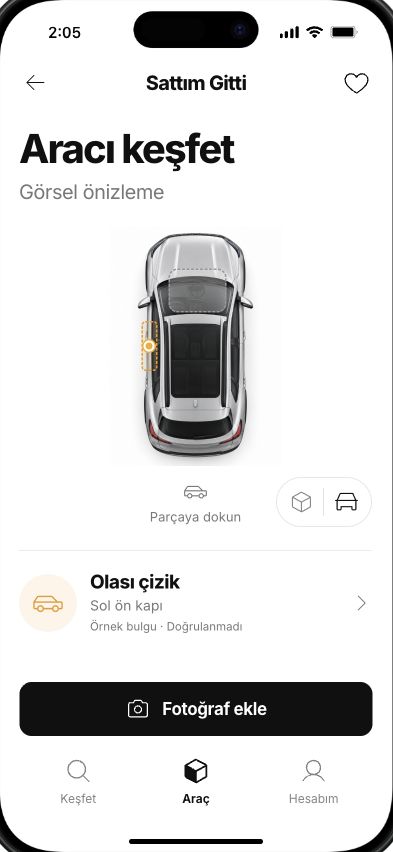 2:05
Sattım Gitti
Aracı keşfet
Görsel önizleme
Parçaya dokun
Olası çizik
Sol ön kapı
Örnek bulgu · Doğrulanmadı
Fotoğraf ekle
Keşfet
Araç
Hesabım